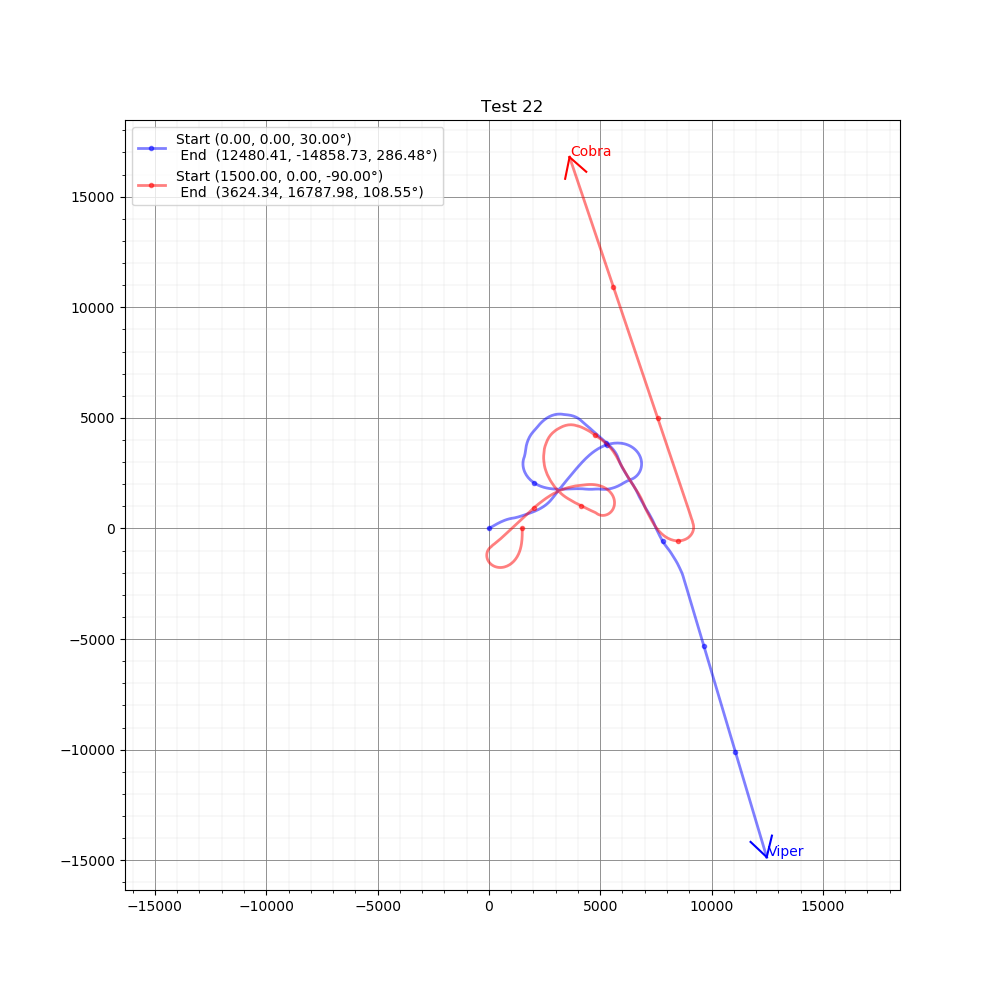 Test 22
Start (0.00, 0.00, 30.00°)
End (12480.41, -14858.73, 286.48°)
Start (1500.00, 0.00, -90.00°)
End (3624.34, 16787.98, 108.55°)
Cobra
Viper
15000
10000
5000
0
−5000
−10000
−15000
−15000 −10000 −5000 0 5000 10000 15000